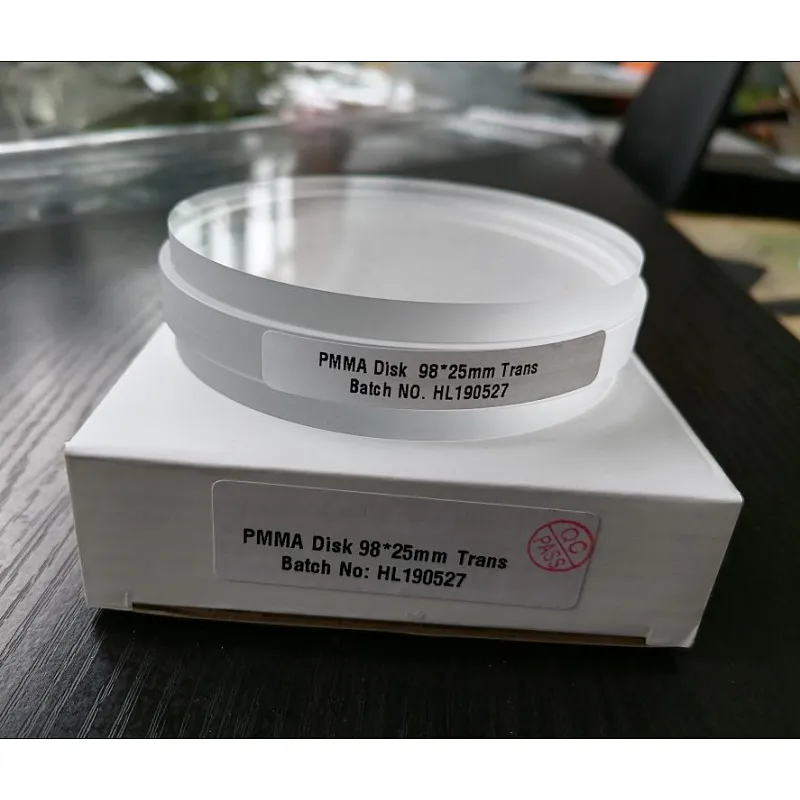 PMMA Disk 98*25mm Trans
Batch NO. HL190527
PMMA Disk 98*25mm Trans
Batch No: HL190527
QC
PASS